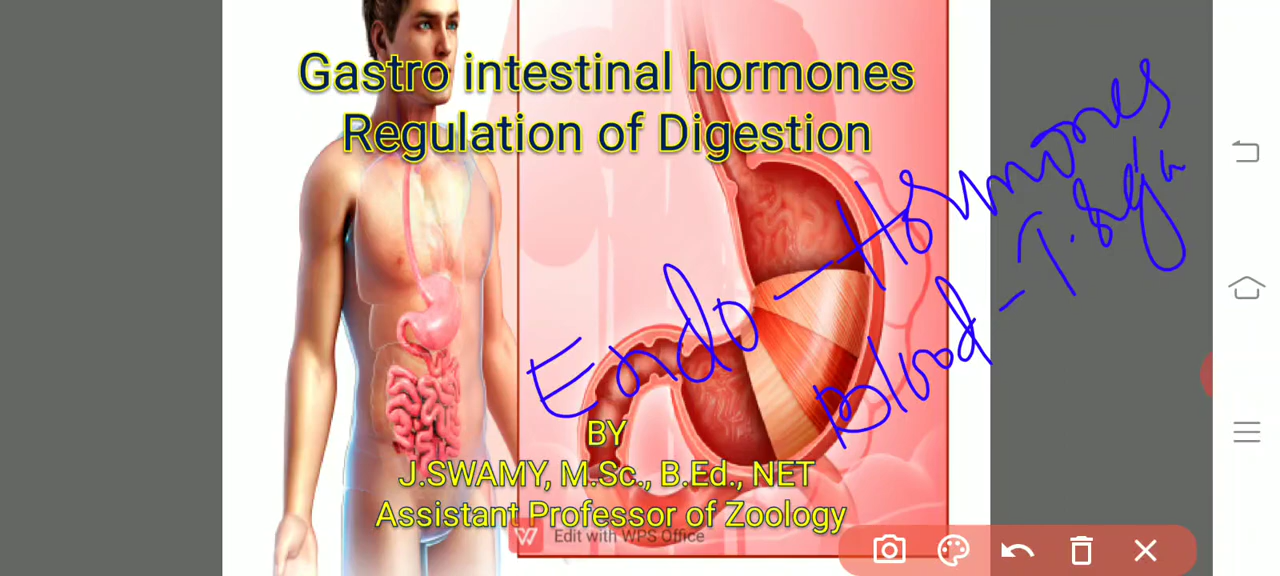 Gastro intestinal hormones
Regulation of Digestion
Endo - Hormones
blood -
BY
J.SWAMY, M.Sc., B.Ed., NET
Assistant Professor of Zoology
Edit with WPS Office